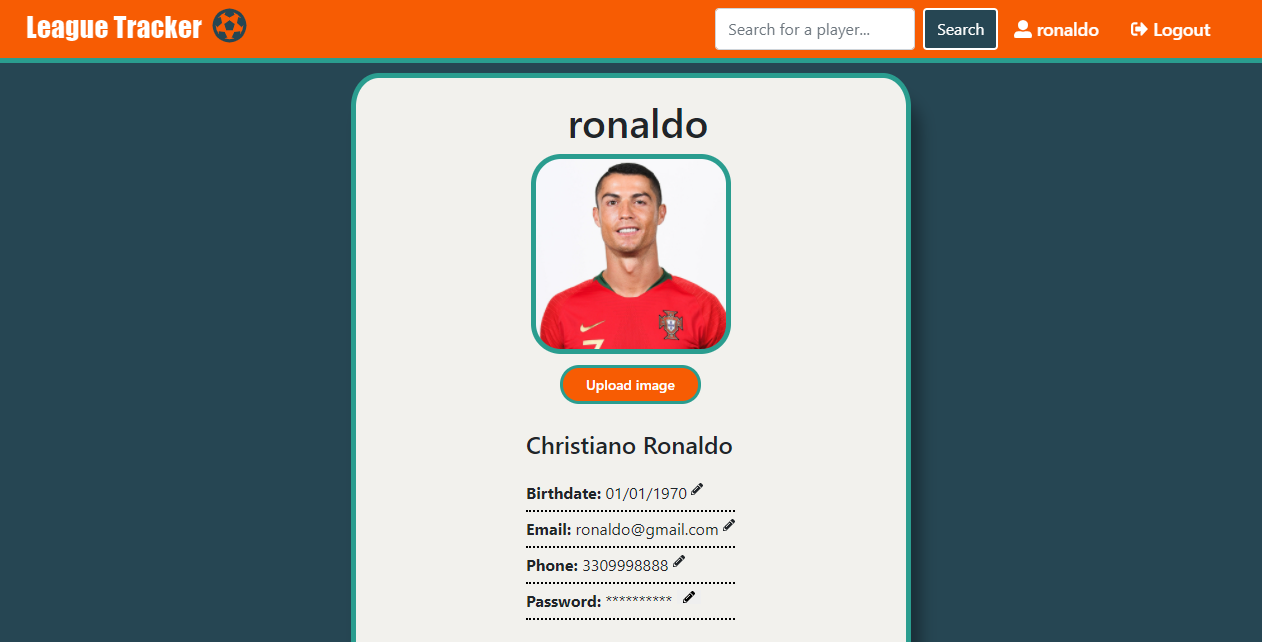 League Tracker
Search for a player...
Search
ronaldo
Logout
ronaldo
7
Upload image
Christiano Ronaldo
Birthdate: 01/01/1970
Email: ronaldo@gmail.com
Phone: 3309998888
Password: **********